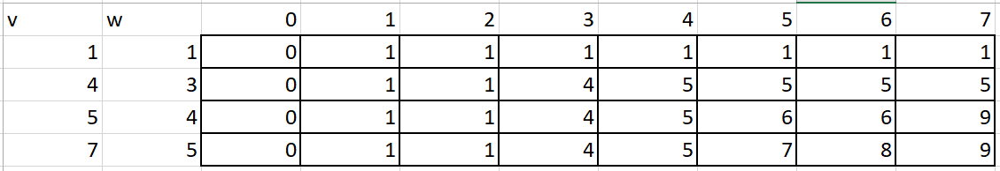 v w 0 1 2 3 4 5 6 7
1 1 0 1 1 1 1 1 1 1
4 3 0 1 1 4 5 5 5 5
5 4 0 1 1 4 5 6 6 9
7 5 0 1 1 4 5 7 8 9